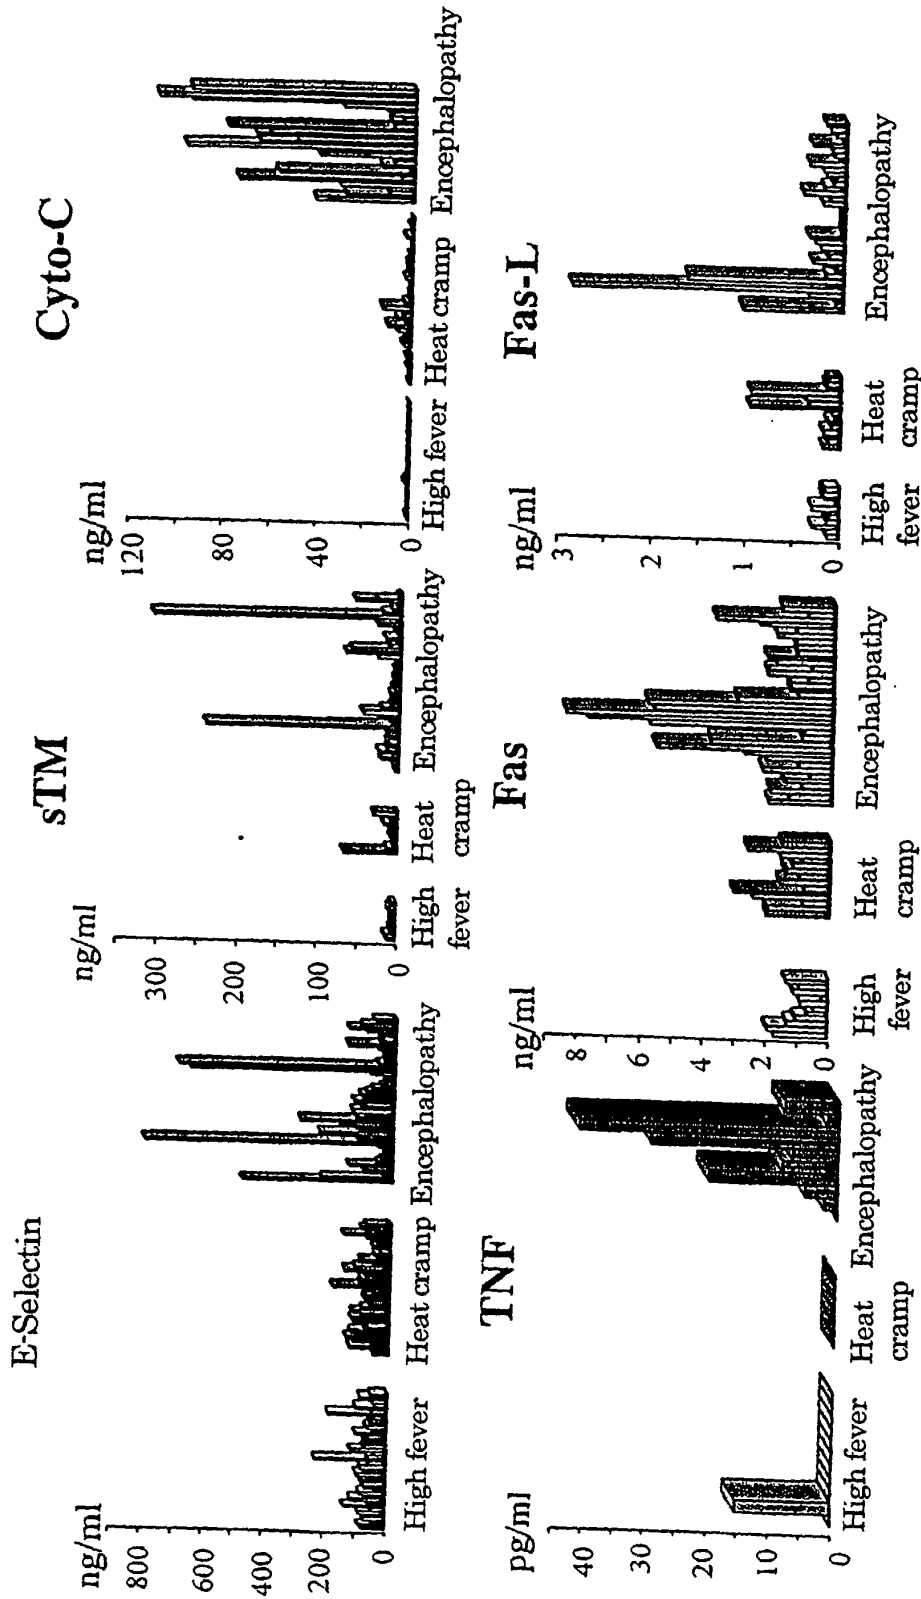 E-Selectin
ng/ml
800
600
400
200
0
High fever
Heat cramp
Encephalopathy
sTM
ng/ml
300
200
100
0
High
fever
Heat
cramp
Encephalopathy
Cyto-C
ng/ml
120
80
40
0
High fever
Heat cramp
Encephalopathy
TNF
pg/ml
40
30
20
10
0
High fever
Heat
cramp
Encephalopathy
Fas
ng/ml
8
6
4
2
0
High
fever
Heat
cramp
Encephalopathy
Fas-L
ng/ml
3
2
1
0
High
fever
Heat
cramp
Encephalopathy